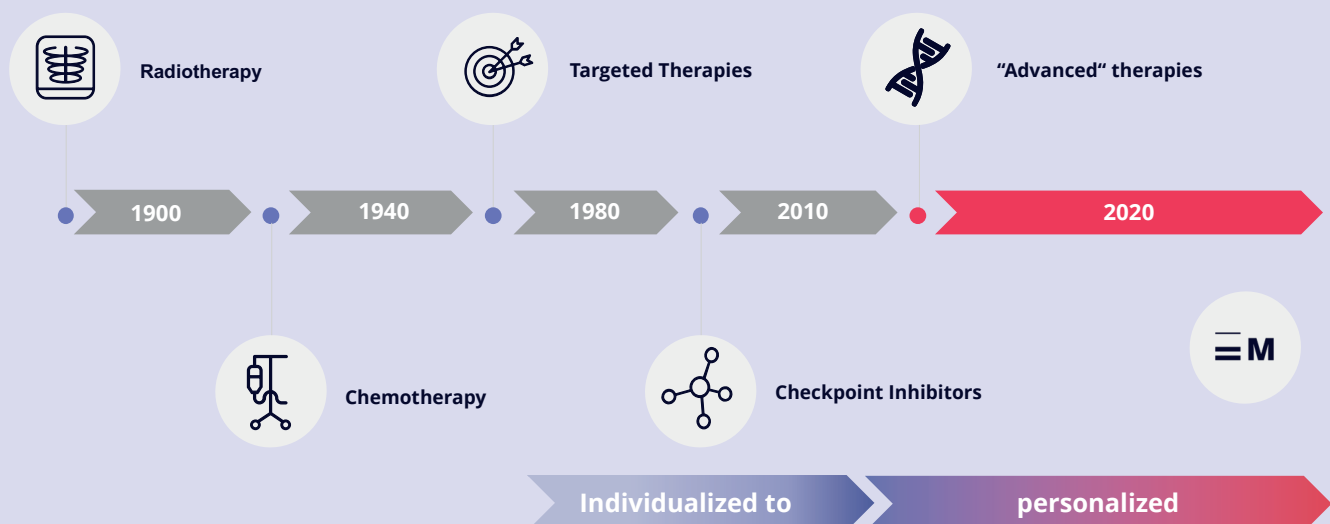 Radiotherapy
Targeted Therapies
“Advanced“ therapies
1900
1940
1980
2010
2020
M
Chemotherapy
Checkpoint Inhibitors
Individualized to
personalized